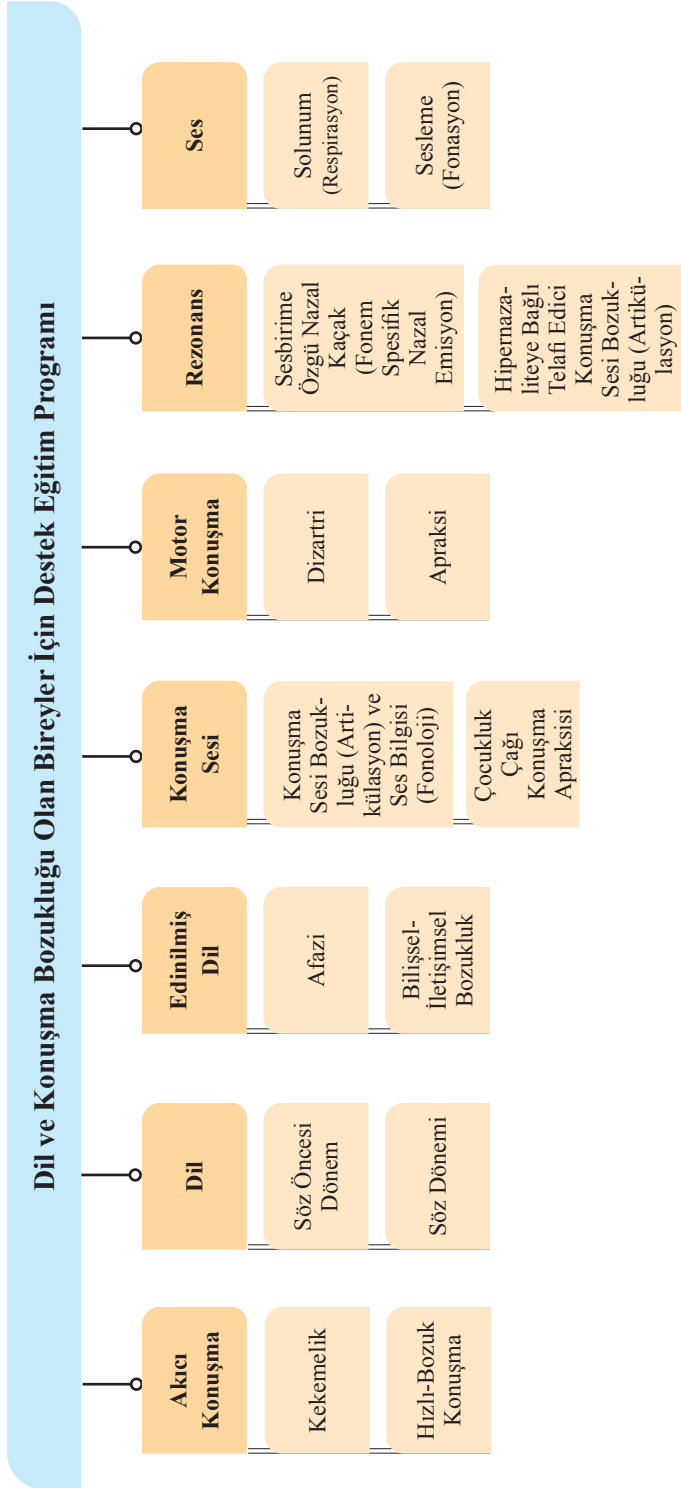 Dil ve Konuşma Bozukluğu Olan Bireyler İçin Destek Eğitim Programı
Akıcı
Konuşma
Kekemelik
Hızlı-Bozuk
Konuşma
Dil
Söz Öncesi
Dönem
Söz Dönemi
Edinilmiş
Dil
Afazi
Bilişsel-
İletişimsel
Bozukluk
Konuşma
Sesi
Konuşma
Sesi Bozuk-
luğu (Arti-
külasyon) ve
Ses Bilgisi
(Fonoloji)
Çocukluk
Çağı
Konuşma
Apraksisi
Motor
Konuşma
Dizartri
Apraksi
Rezonans
Sesbirime
Özgü Nazal
Kaçak
(Fonem
Spesifik
Nazal
Emisyon)
Hipernaza-
liteye Bağlı
Telafi Edici
Konuşma
Sesi Bozuk-
luğu (Artikü-
lasyon)
Ses
Solunum
(Respirasyon)
Sesleme
(Fonasyon)